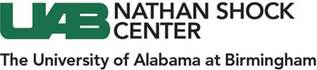 UAB NATHAN SHOCK
CENTER
The University of Alabama at Birmingham